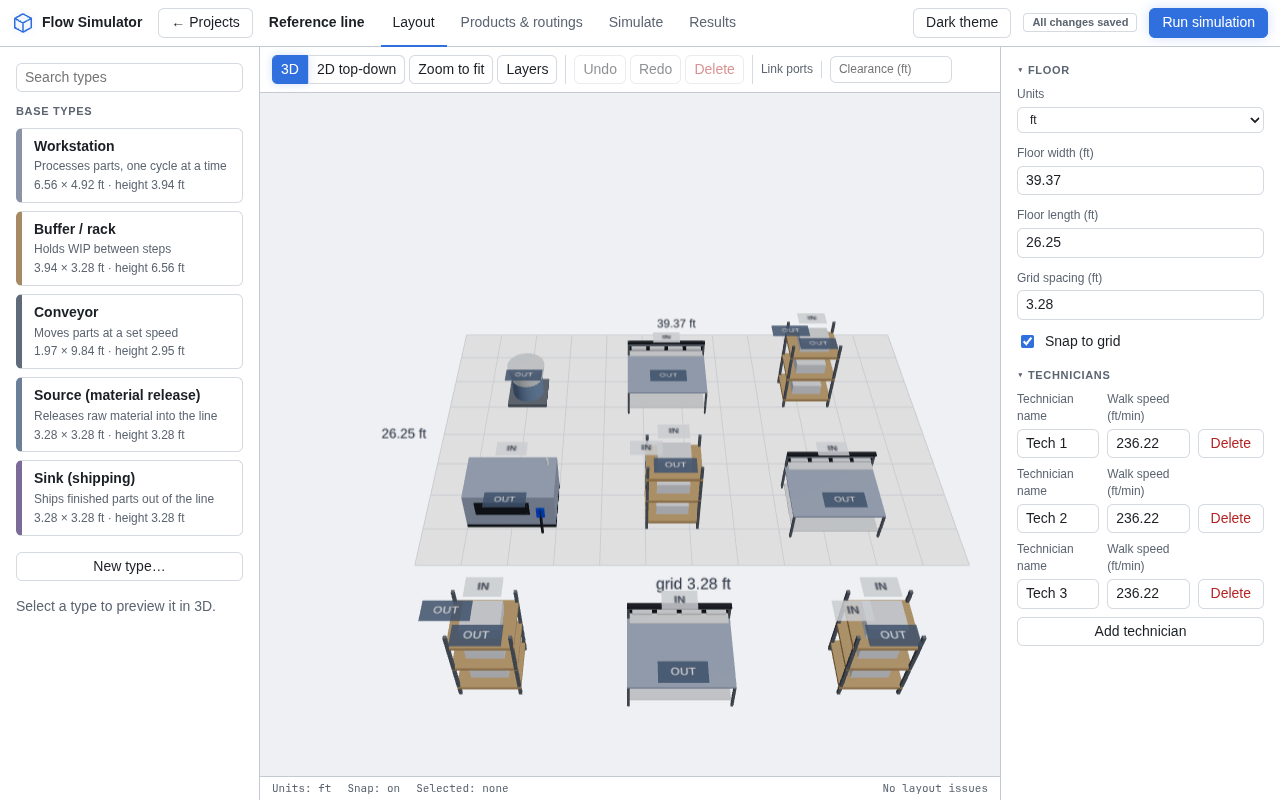 Flow Simulator
← Projects
Reference line
Layout
Products & routings
Simulate
Results
Dark theme
All changes saved
Run simulation
Search types
BASE TYPES
Workstation
Processes parts, one cycle at a time
6.56 × 4.92 ft · height 3.94 ft
Buffer / rack
Holds WIP between steps
3.94 × 3.28 ft · height 6.56 ft
Conveyor
Moves parts at a set speed
1.97 × 9.84 ft · height 2.95 ft
Source (material release)
Releases raw material into the line
3.28 × 3.28 ft · height 3.28 ft
Sink (shipping)
Ships finished parts out of the line
3.28 × 3.28 ft · height 3.28 ft
New type…
Select a type to preview it in 3D.
3D
2D top-down
Zoom to fit
Layers
Undo
Redo
Delete
Link ports
Clearance (ft)
39.37 ft
IN
IN
OUT
OUT
OUT
OUT
26.25 ft
IN
IN
IN
IN
OUT
OUT
OUT
grid 3.28 ft
IN
IN
IN
OUT
IN
OUT
OUT
OUT
Units: ft
Snap: on
Selected: none
No layout issues
▾ FLOOR
Units
ft
Floor width (ft)
39.37
Floor length (ft)
26.25
Grid spacing (ft)
3.28
Snap to grid
▾ TECHNICIANS
Technician name
Walk speed (ft/min)
Tech 1
236.22
Delete
Technician name
Walk speed (ft/min)
Tech 2
236.22
Delete
Technician name
Walk speed (ft/min)
Tech 3
236.22
Delete
Add technician